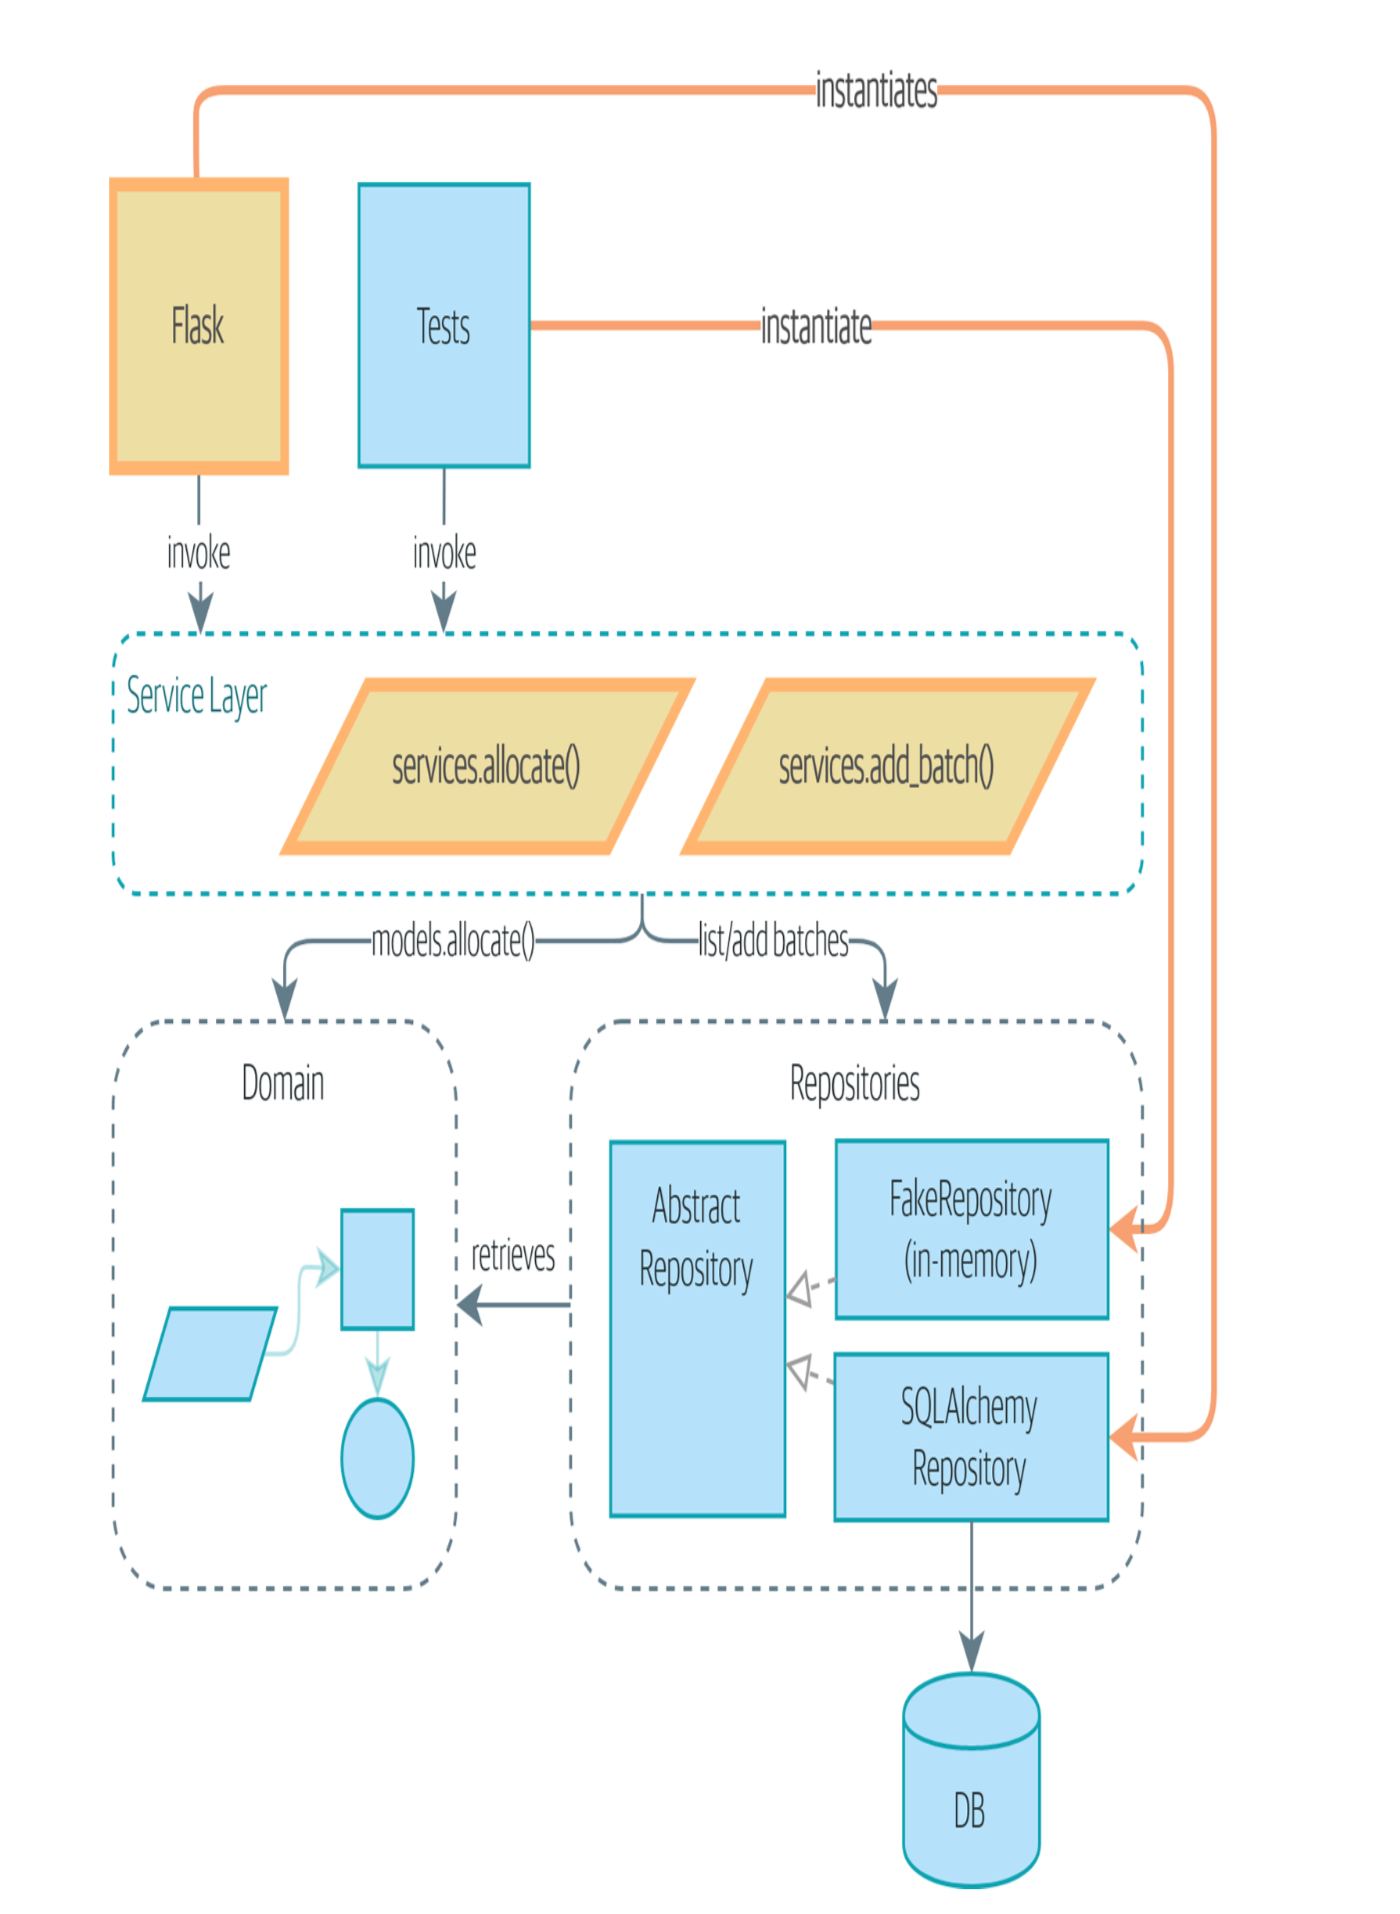 instantiates
Flask
Tests
instantiate
invoke
invoke
Service Layer
services.allocate()
services.add_batch()
models.allocate()
list/add batches
Domain
Repositories
Abstract
Repository
FakeRepository
(in-memory)
retrieves
SQLAlchemy
Repository
DB